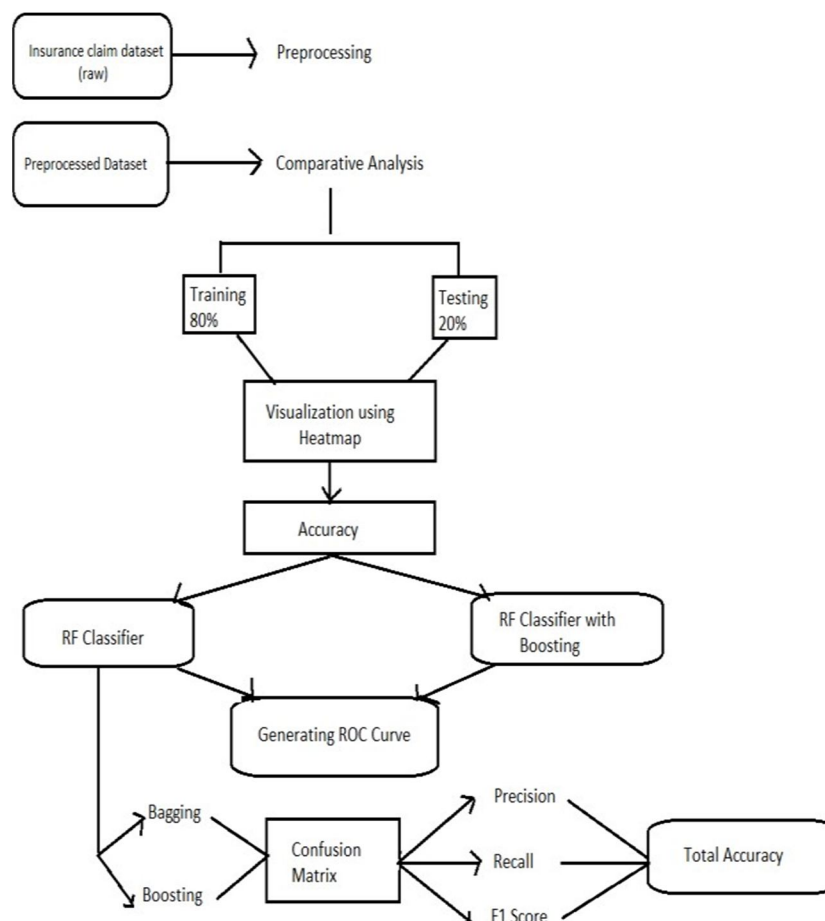 Insurance claim dataset
(raw)
Preprocessing
Preprocessed Dataset
Comparative Analysis
Training
80%
Testing
20%
Visualization using
Heatmap
Accuracy
RF Classifier
RF Classifier with
Boosting
Generating ROC Curve
Bagging
Boosting
Confusion
Matrix
Precision
Recall
F1 Score
Total Accuracy